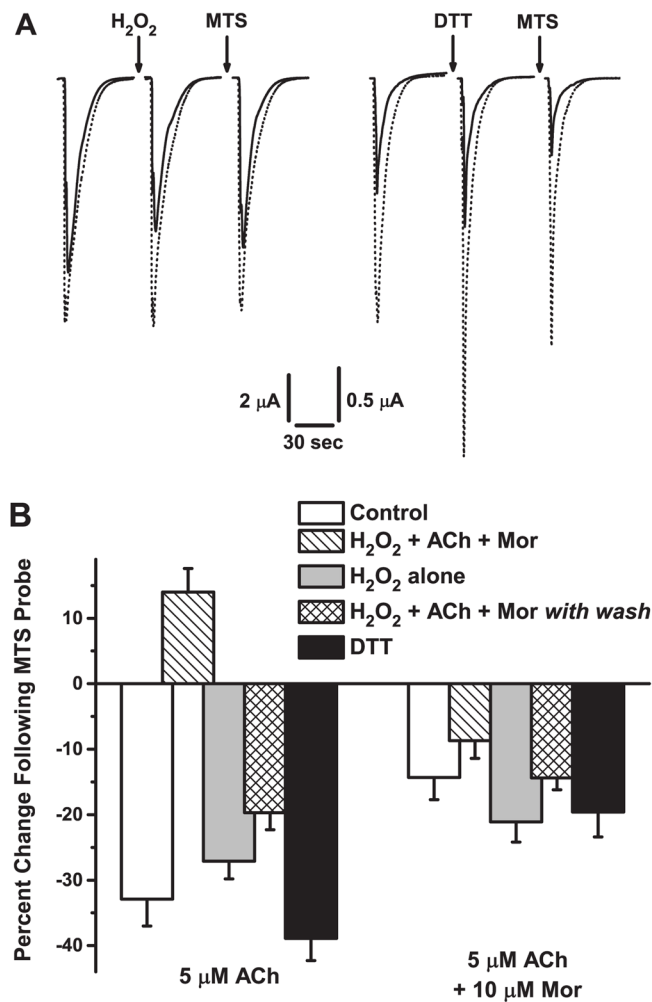 A
H2O2 MTS DTT MTS
2 μA 0.5 μA
30 sec
B
Control
H2O2 + ACh + Mor
H2O2 alone
H2O2 + ACh + Mor with wash
DTT
Percent Change Following MTS Probe
10
0
-10
-20
-30
-40
5 μM ACh
5 μM ACh
+ 10 μM Mor